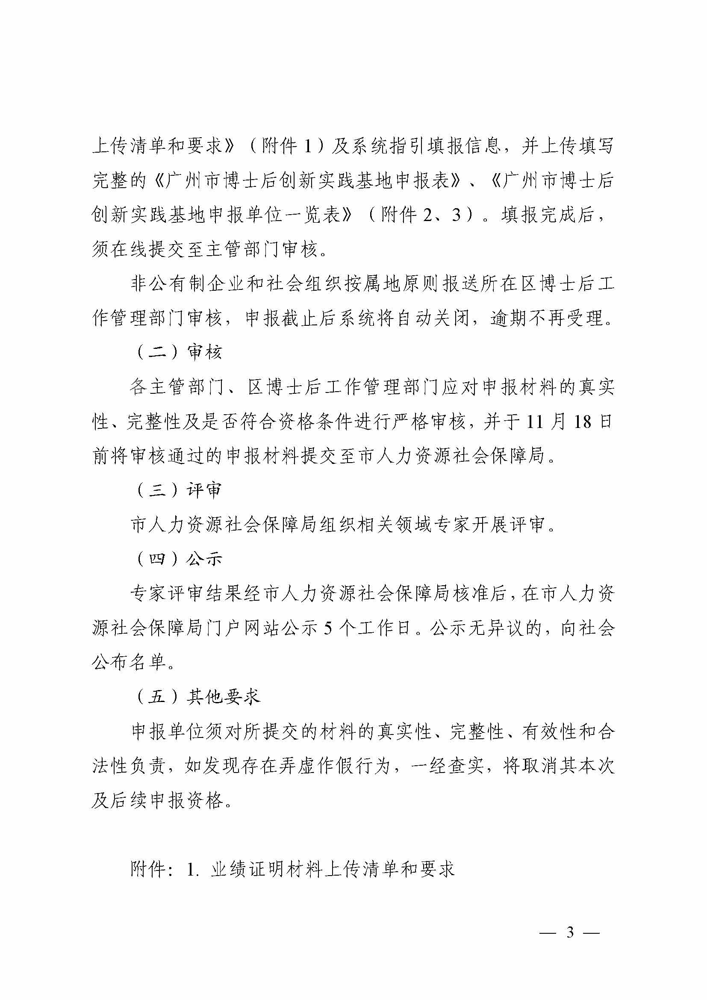 上传清单和要求》（附件1）及系统指引填报信息，并上传填写
完整的《广州市博士后创新实践基地申报表》、《广州市博士后
创新实践基地申报单位一览表》（附件2、3）。填报完成后，
须在线提交至主管部门审核。
非公有制企业和社会组织按属地原则报送所在区博士后工
作管理部门审核，申报截止后系统将自动关闭，逾期不再受理。
（二）审核
各主管部门、区博士后工作管理部门应对申报材料的真实
性、完整性及是否符合资格条件进行严格审核，并于11月18日
前将审核通过的申报材料提交至市人力资源社会保障局。
（三）评审
市人力资源社会保障局组织相关领域专家开展评审。
（四）公示
专家评审结果经市人力资源社会保障局核准后，在市人力资
源社会保障局门户网站公示5个工作日。公示无异议的，向社会
公布名单。
（五）其他要求
申报单位须对所提交的材料的真实性、完整性、有效性和合
法性负责，如发现存在弄虚作假行为，一经查实，将取消其本次
及后续申报资格。
附件：1. 业绩证明材料上传清单和要求
— 3 —